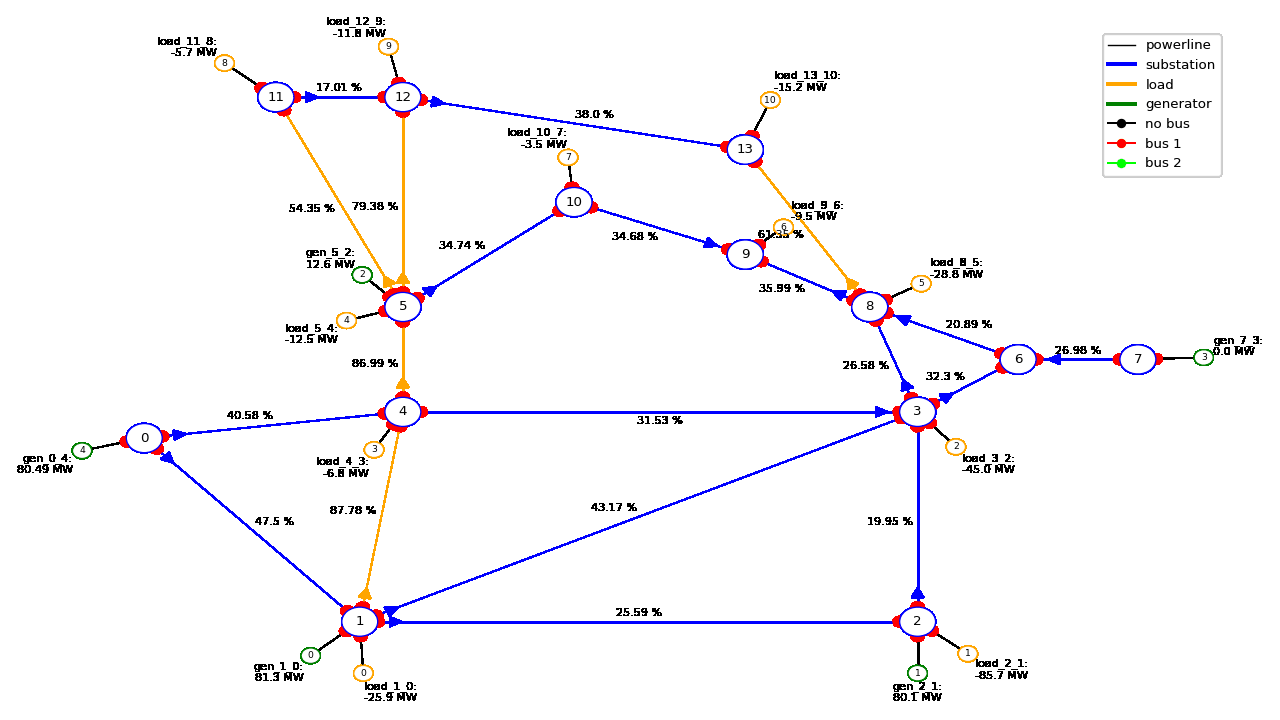 load_12_9:
-11.8 MW
9
load_11_8:
-5.7 MW
8
powerline
substation
load
generator
no bus
bus 1
bus 2
11
17.01 %
12
38.0 %
load_13_10:
-15.2 MW
10
13
load_10_7:
-3.5 MW
7
54.35 %
79.38 %
10
load_9_6:
-9.5 MW
6
34.74 %
34.68 %
9
gen_5_2:
12.6 MW
2
5
load_5_4:
-12.5 MW
4
35.99 %
8
load_8_5:
-28.8 MW
5
20.89 %
86.99 %
26.58 %
32.3 %
6
26.98 %
7
gen_7_3:
0.0 MW
3
0
40.58 %
4
31.53 %
3
gen_0_4:
80.49 MW
4
load_4_3:
-6.8 MW
3
load_3_2:
-45.0 MW
2
47.5 %
87.78 %
43.17 %
19.95 %
1
25.59 %
2
gen_1_0:
81.3 MW
0
load_1_0:
-25.9 MW
0
gen_2_1:
80.1 MW
1
load_2_1:
-85.7 MW
1